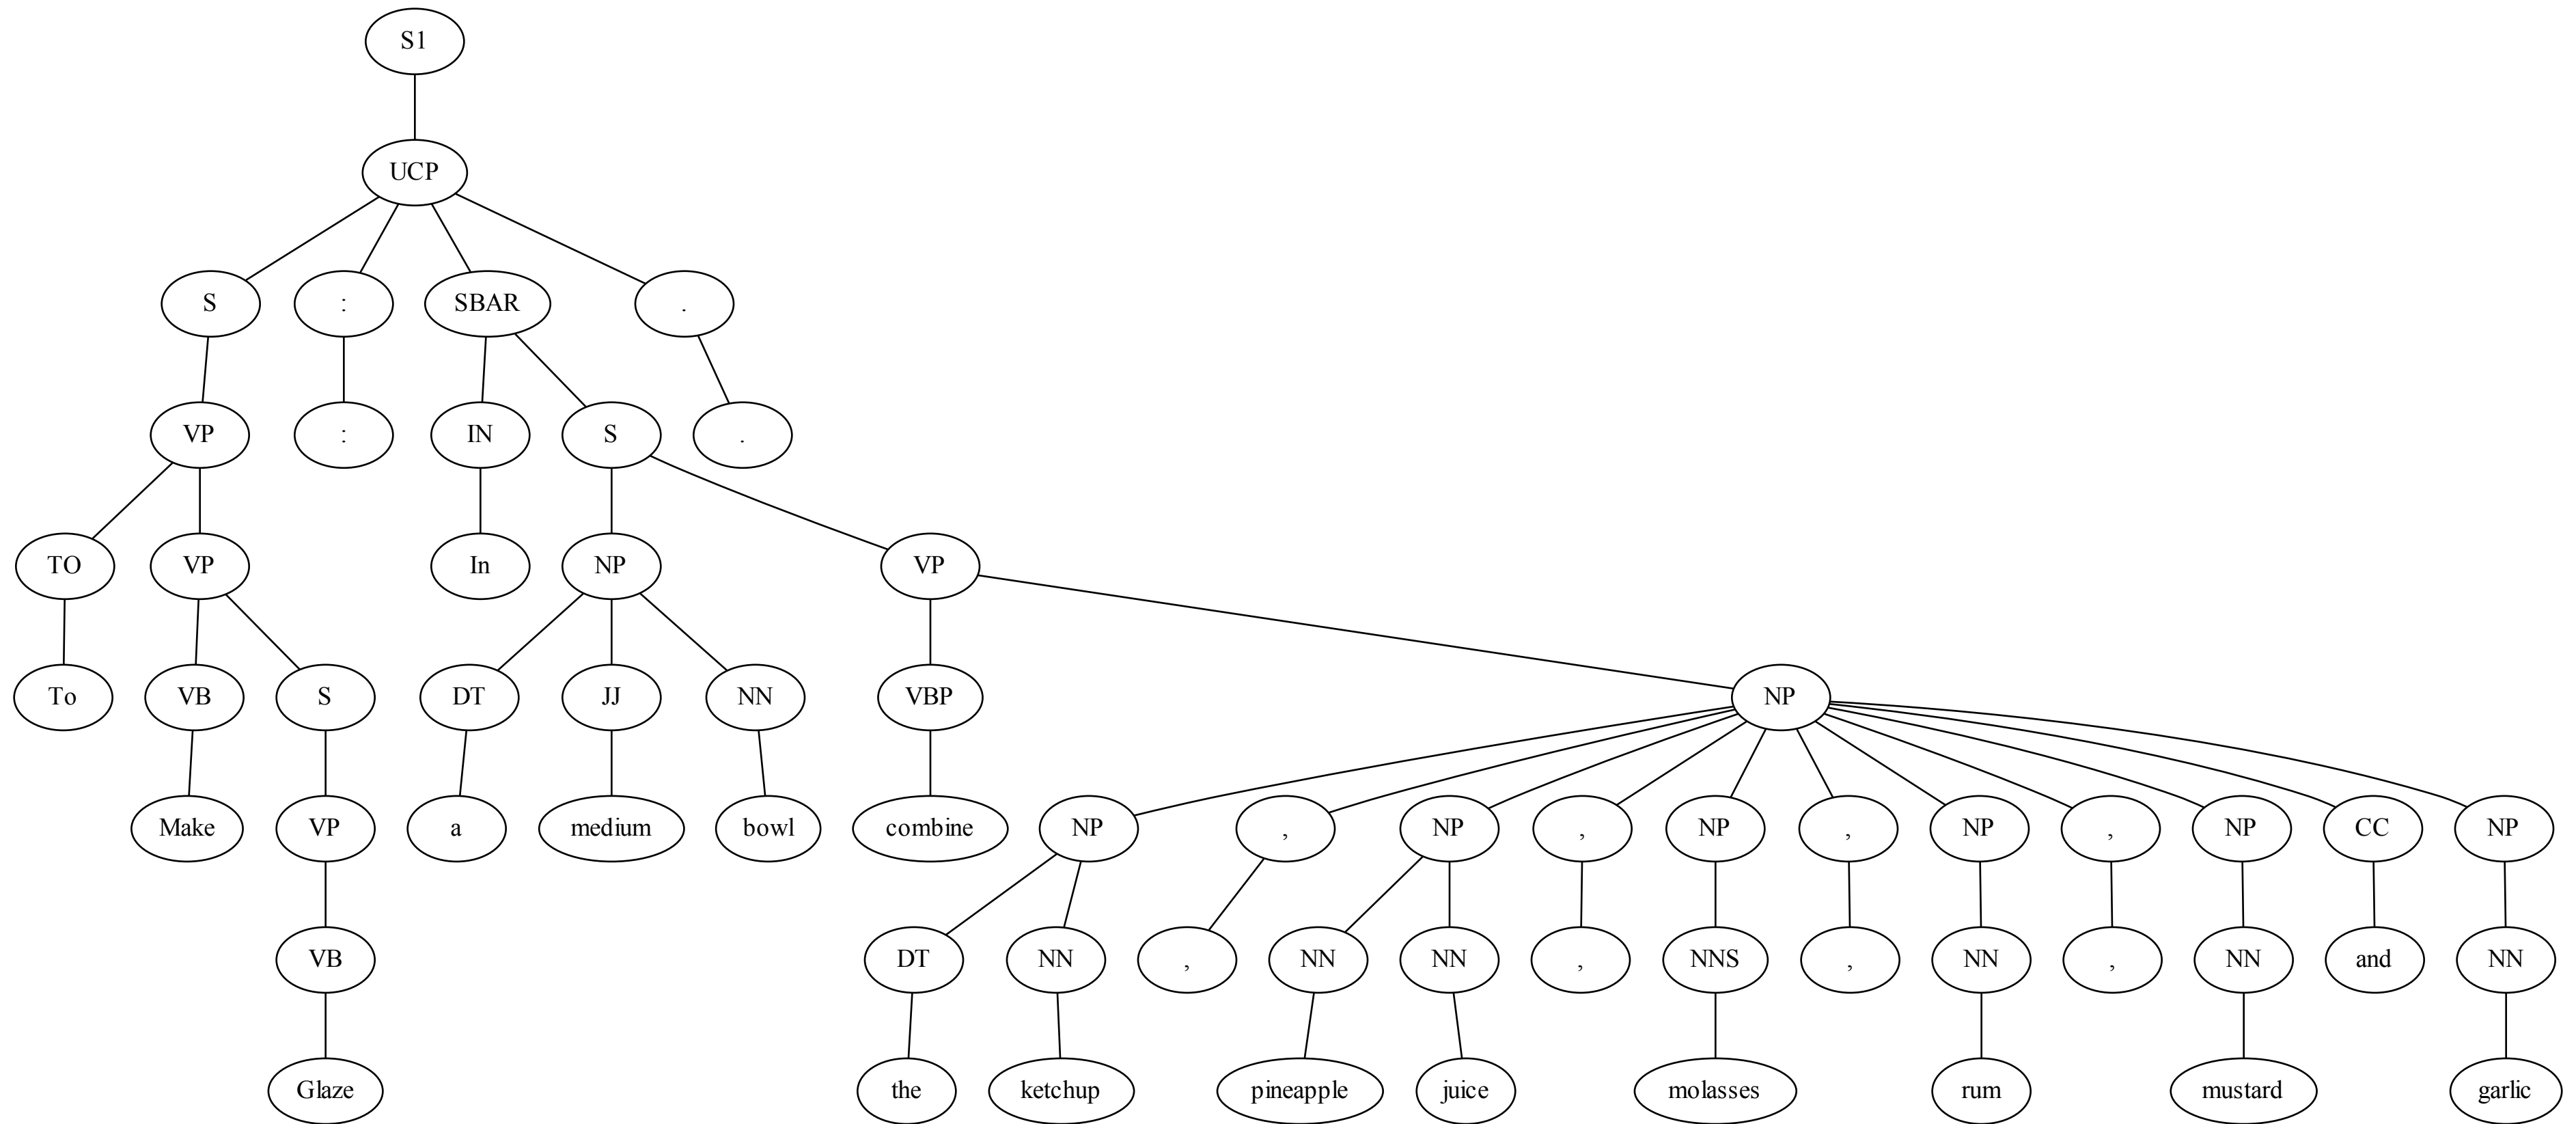 S1
UCP
S : SBAR .
VP : IN S .
TO VP In NP VP
To VB S DT JJ NN VBP NP
Make VP a medium bowl combine NP , NP , NP , NP , NP CC NP
VB DT NN , NN NN , NNS , NN , NN and NN
Glaze the ketchup pineapple juice molasses rum mustard garlic